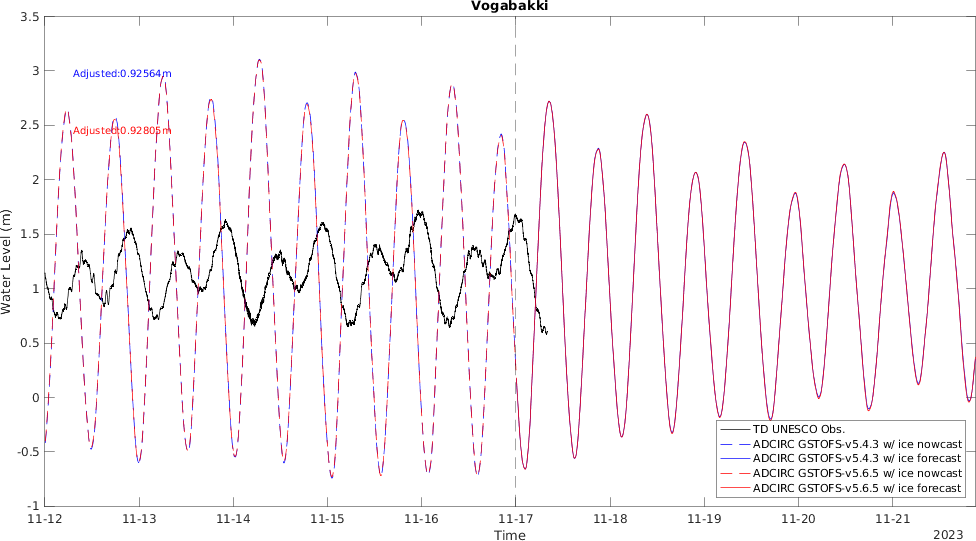 Vogabakki
3.5
3
2.5
2
1.5
1
0.5
0
-0.5
-1
Water Level (m)
Adjusted:0.92564m
Adjusted:0.92805m
TD UNESCO Obs.
ADCIRC GSTOFS-v5.4.3 w/ ice nowcast
ADCIRC GSTOFS-v5.4.3 w/ ice forecast
ADCIRC GSTOFS-v5.6.5 w/ ice nowcast
ADCIRC GSTOFS-v5.6.5 w/ ice forecast
11-12 11-13 11-14 11-15 11-16 11-17 11-18 11-19 11-20 11-21
Time
2023